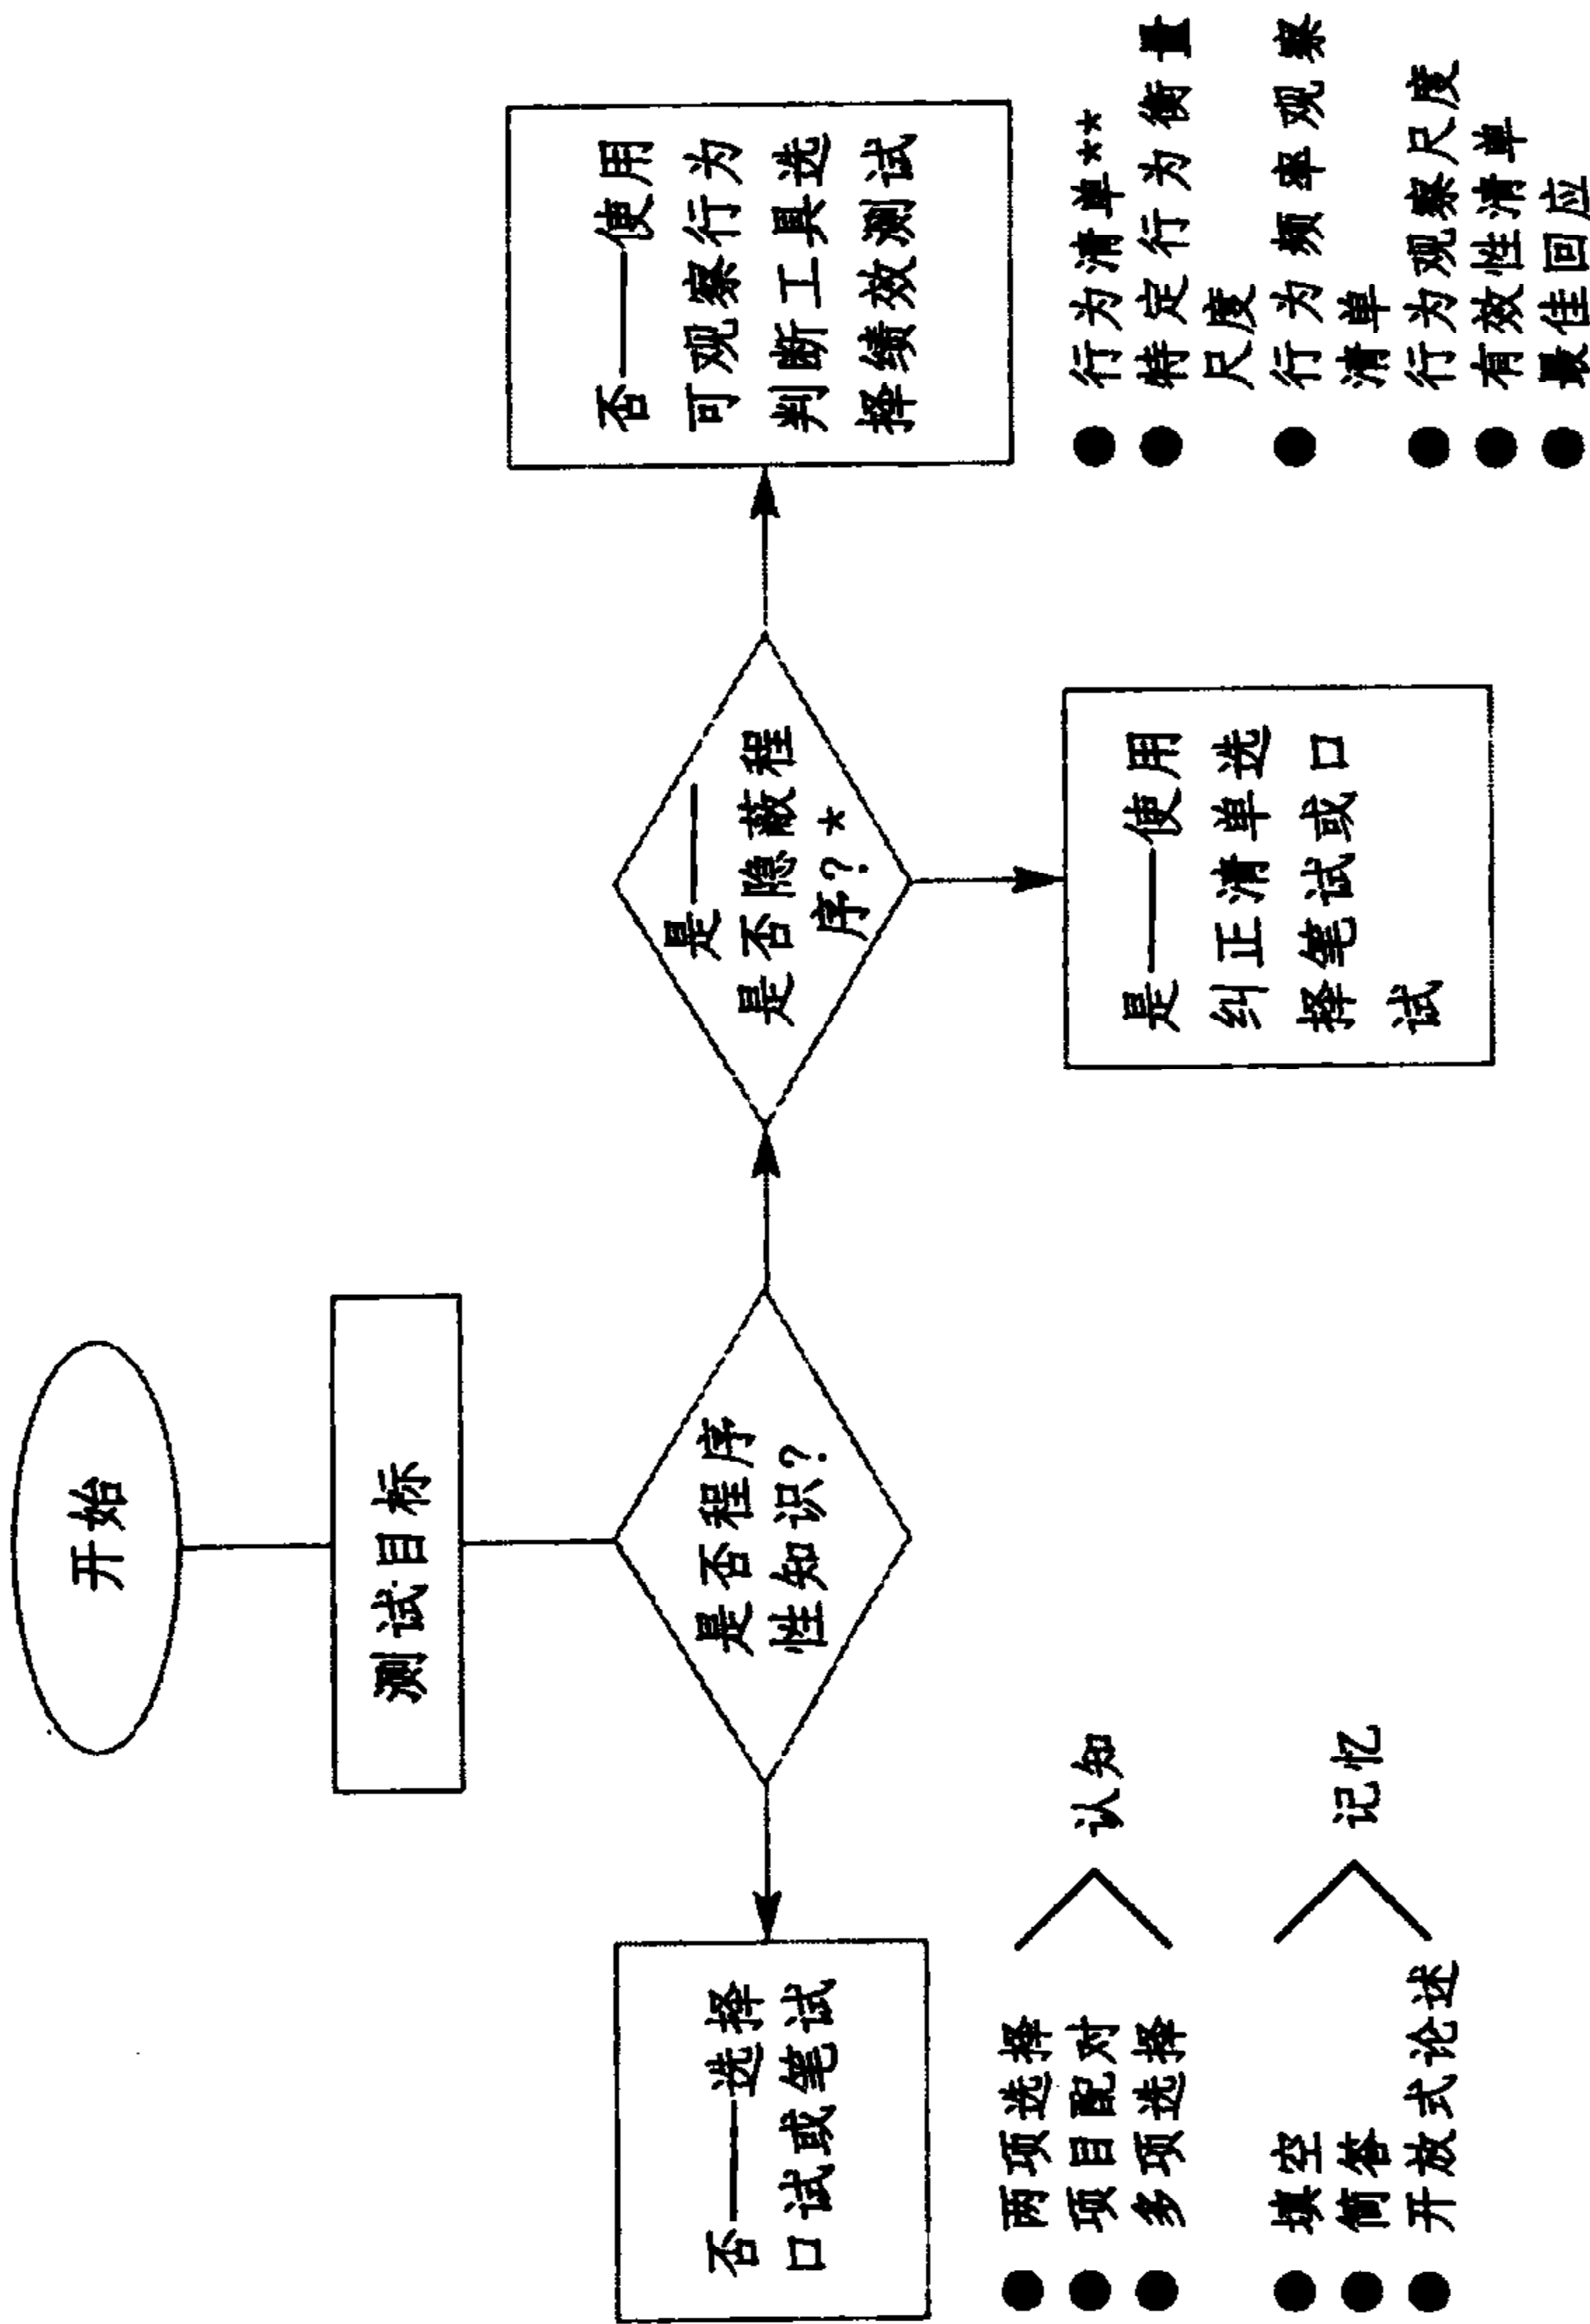 开始
测试目标
是否程序
性知识？
否——选择
口试或笔试
● 两项选择
● 项目配对
● 多项选择
认知
● 填空
● 简答
● 开放式论述
记忆
是——
是否隐蔽程
序？*
是——使用
纠正清单选
择笔试或口
试
否——使用
可观察行为
判断工具选
择绩效测试
● 行为清单**
● 特定行为衡量
尺度
● 行为频率观察
清单
● 行为观察尺度
● 有效性清单
● 最佳回应